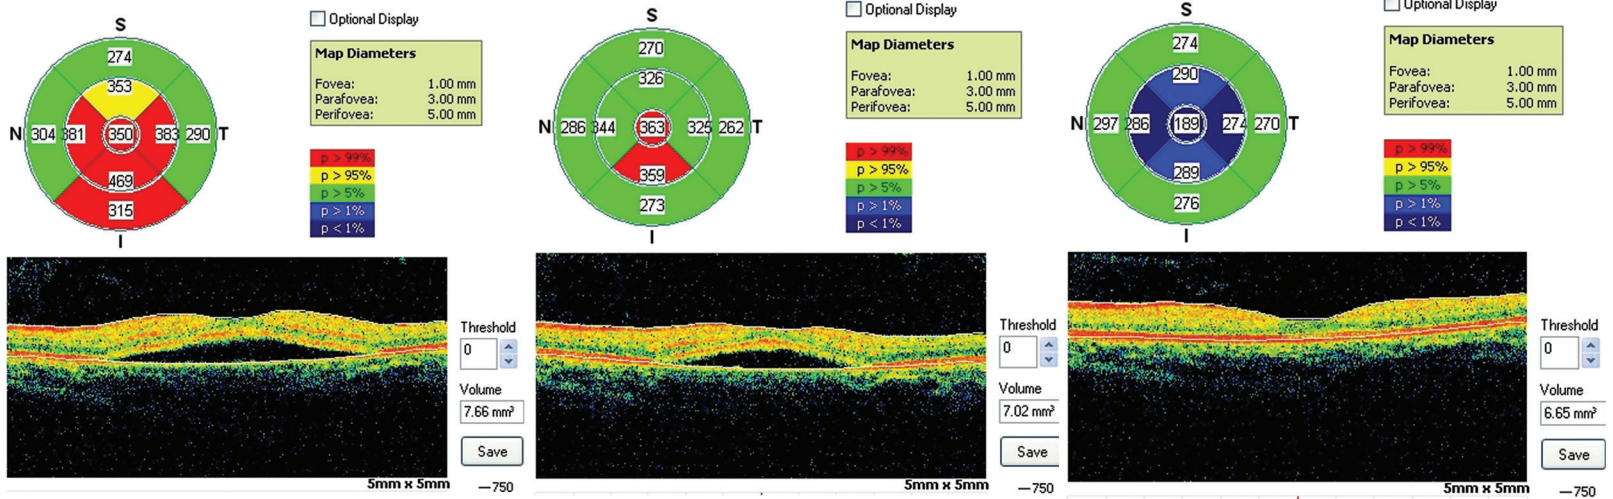 S
Optional Display
Map Diameters
Fovea: 1.00 mm
Parafovea: 3.00 mm
Perifovea: 5.00 mm
274
353
N 304 381 350 383 290 T
469
315
I
p > 99%
p > 95%
p > 5%
p > 1%
p < 1%
Threshold
0
Volume
7.66 mm³
Save
5mm x 5mm
—750
S
Optional Display
Map Diameters
Fovea: 1.00 mm
Parafovea: 3.00 mm
Perifovea: 5.00 mm
270
326
N 286 344 363 325 262 T
359
273
I
p > 99%
p > 95%
p > 5%
p > 1%
p < 1%
Threshold
0
Volume
7.02 mm³
Save
5mm x 5mm
—750
S
Optional Display
Map Diameters
Fovea: 1.00 mm
Parafovea: 3.00 mm
Perifovea: 5.00 mm
274
290
N 297 286 189 274 270 T
289
276
I
p > 99%
p > 95%
p > 5%
p > 1%
p < 1%
Threshold
0
Volume
6.65 mm³
Save
5mm x 5mm
—750